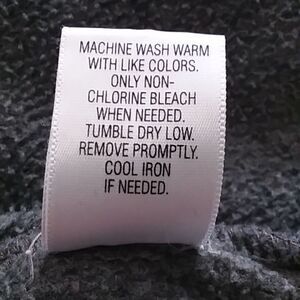 MACHINE WASH WARM
WITH LIKE COLORS.
ONLY NON-
CHLORINE BLEACH
WHEN NEEDED.
TUMBLE DRY LOW.
REMOVE PROMPTLY.
COOL IRON
IF NEEDED.